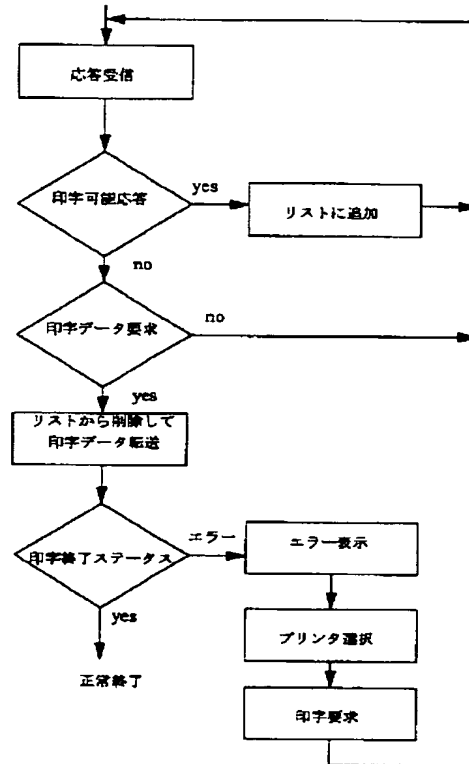 応答受信
印字可能応答
yes
リストに追加
no
印字データ要求
no
yes
リストから削除して
印字データ転送
印字終了ステータス
エラー
エラー表示
yes
プリンタ選択
正常終了
印字要求